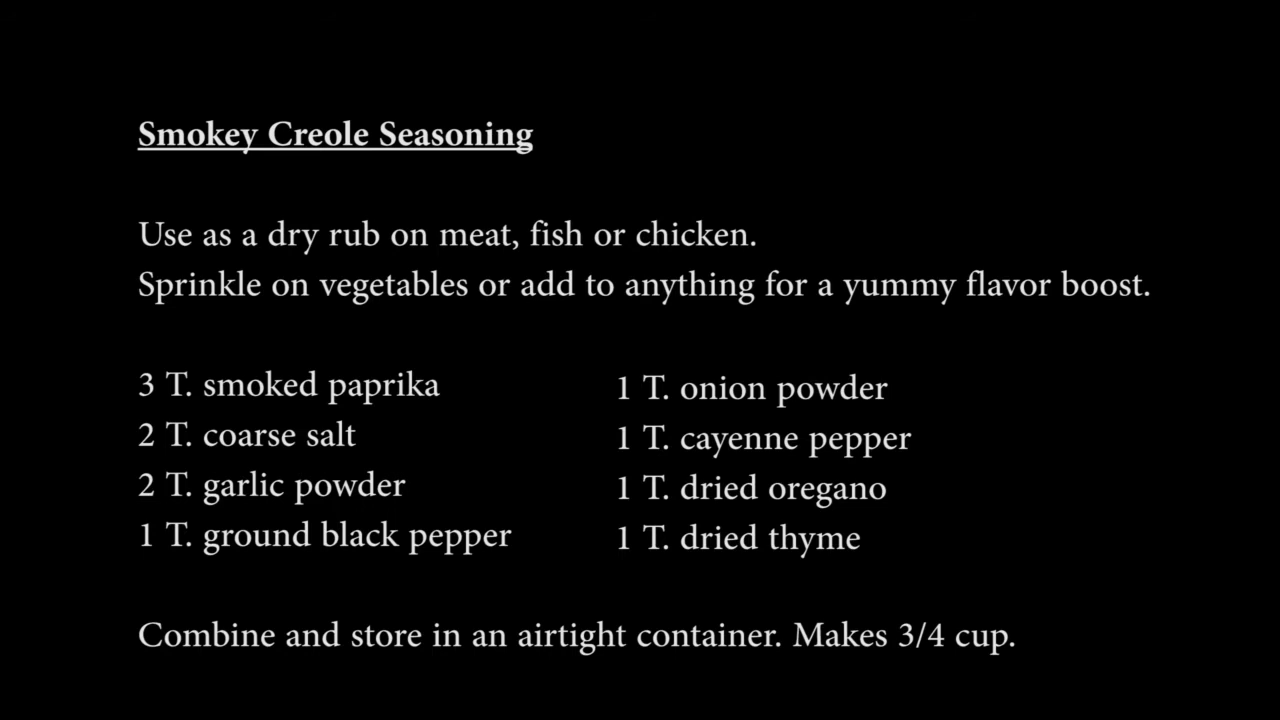 Smokey Creole Seasoning
Use as a dry rub on meat, fish or chicken.
Sprinkle on vegetables or add to anything for a yummy flavor boost.
3 T. smoked paprika
2 T. coarse salt
2 T. garlic powder
1 T. ground black pepper
1 T. onion powder
1 T. cayenne pepper
1 T. dried oregano
1 T. dried thyme
Combine and store in an airtight container. Makes 3/4 cup.